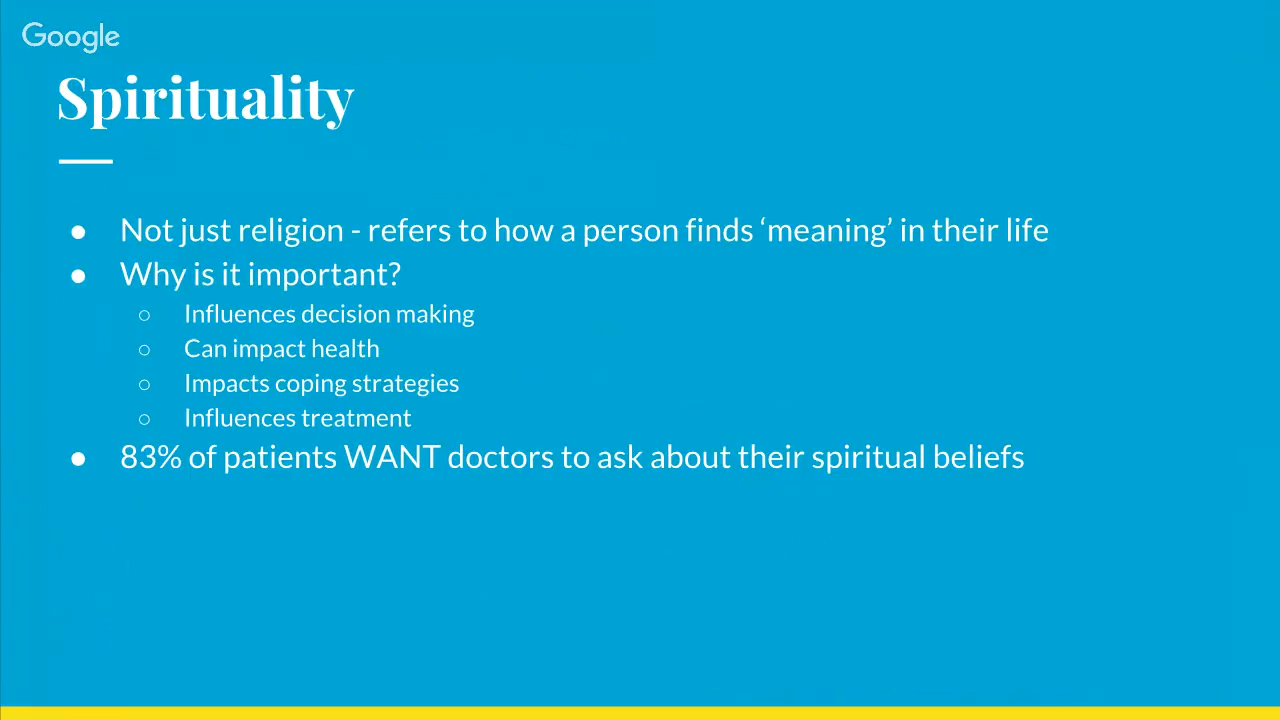 Google
Spirituality
● Not just religion - refers to how a person finds ‘meaning’ in their life
● Why is it important?
○ Influences decision making
○ Can impact health
○ Impacts coping strategies
○ Influences treatment
● 83% of patients WANT doctors to ask about their spiritual beliefs